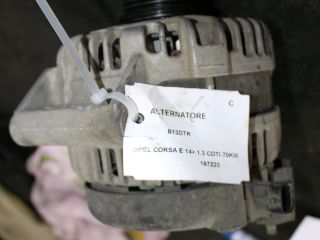 C
ALTERNATORE
B13DTR
OPEL CORSA E 14> 1.3 CDTI 70KW
167223